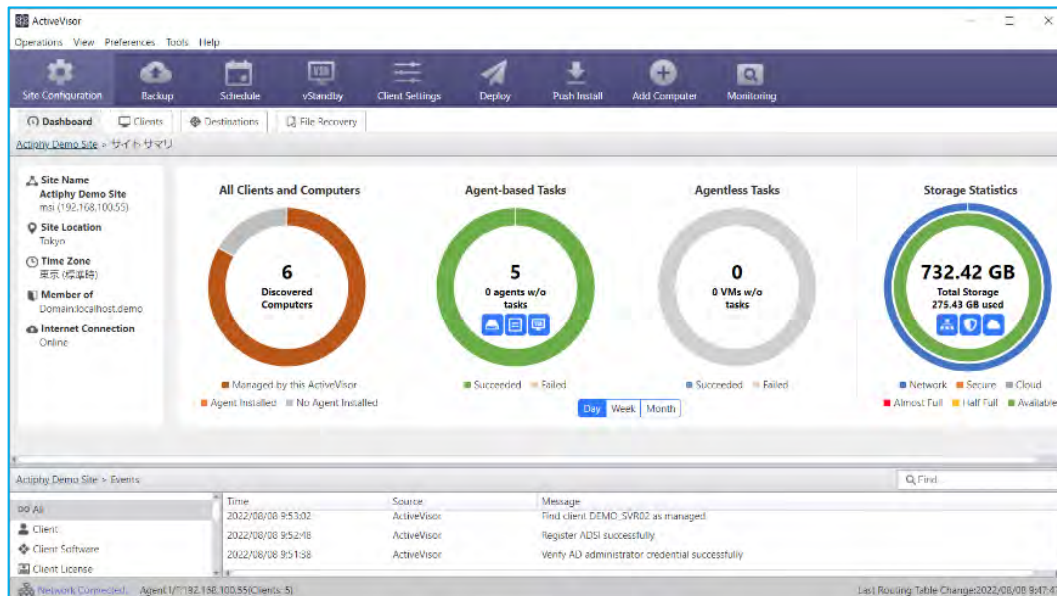 ActiveVisor
Operations View Preferences Tools Help
Site Configuration Backup Schedule vStandby Client Settings Deploy Push Install Add Computer Monitoring
Dashboard Clients Destinations File Recovery
Actiphy Demo Site > サイト サマリ
Site Name
Actiphy Demo Site
msi (192.168.100.55)
Site Location
Tokyo
Time Zone
東京 (標準時)
Member of
Domain:localhost.demo
Internet Connection
Online
All Clients and Computers
6
Discovered
Computers
Managed by this ActiveVisor
Agent Installed No Agent Installed
Agent-based Tasks
5
0 agents w/o
tasks
Succeeded Failed
Agentless Tasks
0
0 VMs w/o
tasks
Succeeded Failed
Day Week Month
Storage Statistics
732.42 GB
Total Storage
275.43 GB used
Network Secure Cloud
Almost Full Half Full Available
Actiphy Demo Site > Events
Find
All
Client
Client Software
Client License
Time Source Message
2022/08/08 9:53:02 ActiveVisor Find client DEMO_SVR02 as managed
2022/08/08 9:52:48 ActiveVisor Register ADSI successfully
2022/08/08 9:51:38 ActiveVisor Verify AD administrator credential successfully
Network Connected. 192.168.100.55(Clients: 5) Last Routing Table Change:2022/08/08 9:47:4